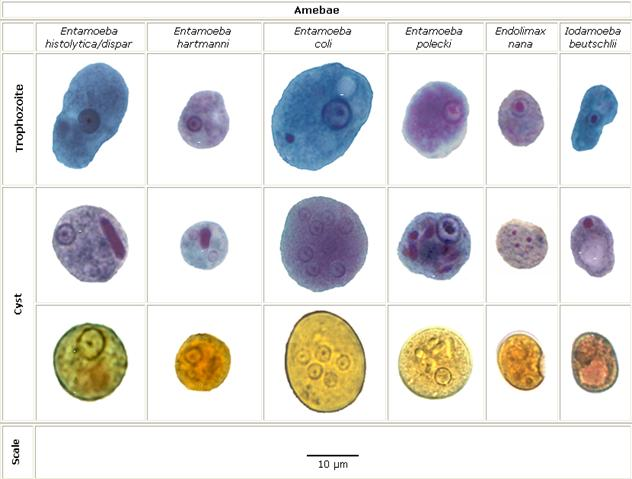 Amebae
Entamoeba
histolytica/dispar
Entamoeba
hartmanni
Entamoeba
coli
Entamoeba
polecki
Endolimax
nana
Iodamoeba
beutschlii
Trophozoite
Cyst
Scale
10 µm